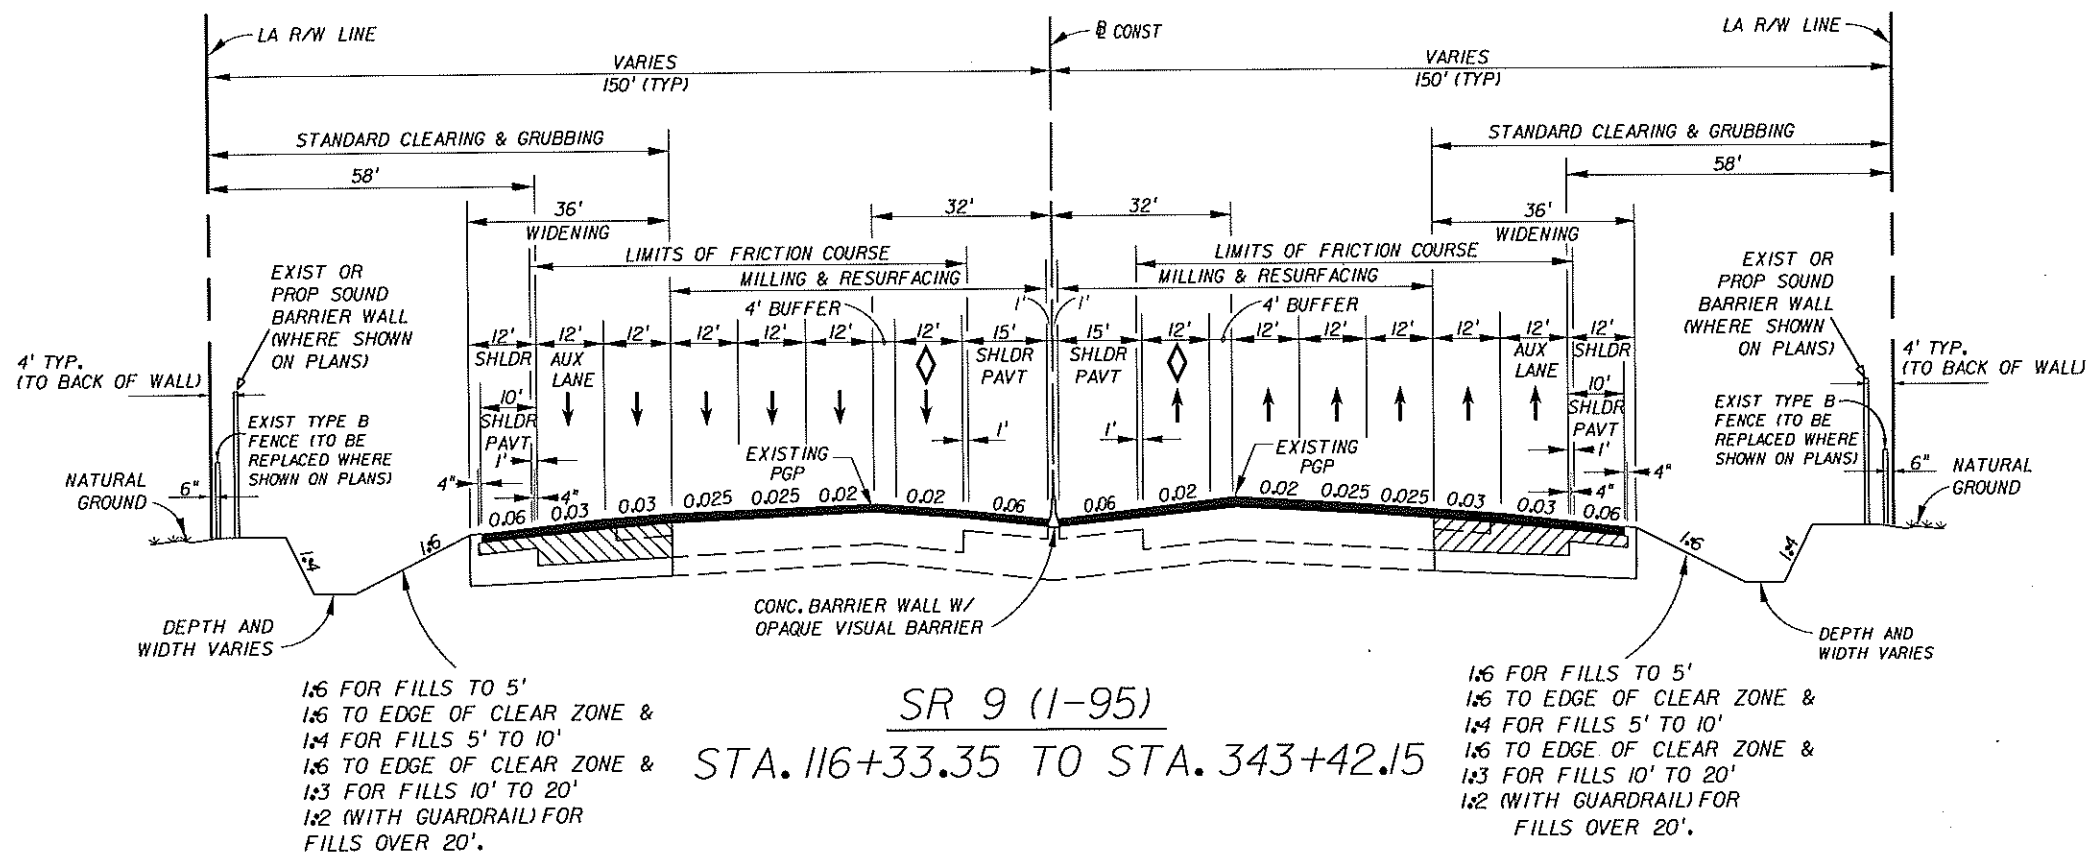 LA R/W LINE
℄ CONST
LA R/W LINE
VARIES
150' (TYP)
VARIES
150' (TYP)
STANDARD CLEARING & GRUBBING
STANDARD CLEARING & GRUBBING
58'
58'
36'
WIDENING
32'
32'
36'
WIDENING
LIMITS OF FRICTION COURSE
LIMITS OF FRICTION COURSE
MILLING & RESURFACING
MILLING & RESURFACING
EXIST OR
PROP SOUND
BARRIER WALL
(WHERE SHOWN
ON PLANS)
EXIST OR
PROP SOUND
BARRIER WALL
(WHERE SHOWN
ON PLANS)
4' BUFFER
1'
1'
4' BUFFER
12'
SHLDR
12'
AUX
LANE
12'
12'
12'
12'
12'
15'
SHLDR
PAVT
15'
SHLDR
PAVT
12'
12'
12'
12'
12'
12'
AUX
LANE
12'
SHLDR
4' TYP.
(TO BACK OF WALL)
4' TYP.
(TO BACK OF WALL)
10'
SHLDR
PAVT
10'
SHLDR
PAVT
EXIST TYPE B
FENCE (TO BE
REPLACED WHERE
SHOWN ON PLANS)
EXIST TYPE B
FENCE (TO BE
REPLACED WHERE
SHOWN ON PLANS)
1'
1'
1'
1'
EXISTING
PGP
EXISTING
PGP
NATURAL
GROUND
6"
4"
4"
4"
4"
6"
NATURAL
GROUND
0.06
0.03
0.03
0.025
0.025
0.02
0.02
0.06
0.06
0.02
0.02
0.025
0.025
0.03
0.03
0.06
1:4
1:6
1:6
1:4
CONC. BARRIER WALL W/
OPAQUE VISUAL BARRIER
DEPTH AND
WIDTH VARIES
DEPTH AND
WIDTH VARIES
1:6 FOR FILLS TO 5'
1:6 TO EDGE OF CLEAR ZONE &
1:4 FOR FILLS 5' TO 10'
1:6 TO EDGE OF CLEAR ZONE &
1:3 FOR FILLS 10' TO 20'
1:2 (WITH GUARDRAIL) FOR
FILLS OVER 20'.
SR 9 (I-95)
STA. 116+33.35 TO STA. 343+42.15
1:6 FOR FILLS TO 5'
1:6 TO EDGE OF CLEAR ZONE &
1:4 FOR FILLS 5' TO 10'
1:6 TO EDGE OF CLEAR ZONE &
1:3 FOR FILLS 10' TO 20'
1:2 (WITH GUARDRAIL) FOR
FILLS OVER 20'.